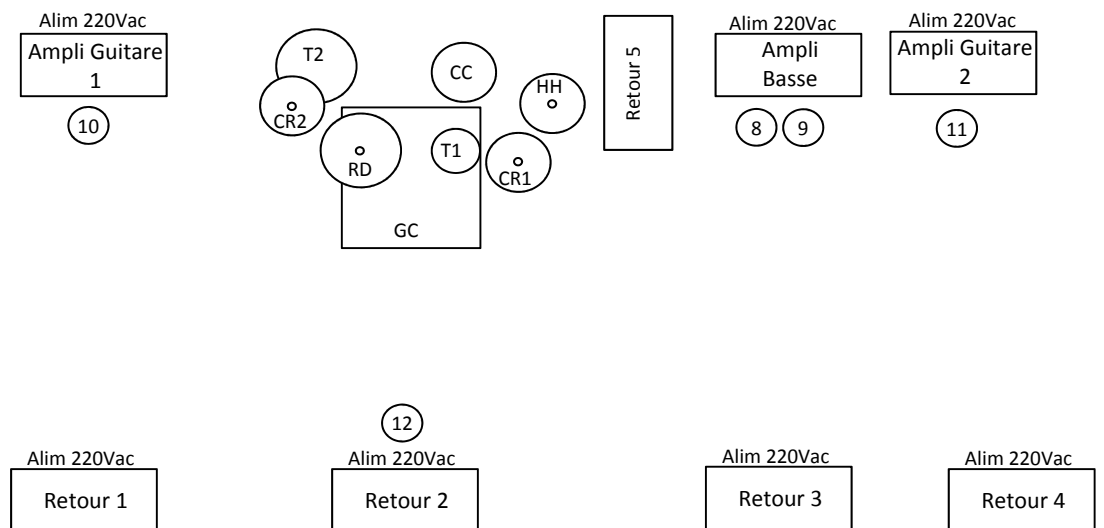 Alim 220Vac
Ampli Guitare
1
10
T2
CR2
CC
HH
RD
T1
CR1
GC
Retour 5
Alim 220Vac
Ampli
Basse
8
9
Alim 220Vac
Ampli Guitare
2
11
12
Alim 220Vac
Retour 1
Alim 220Vac
Retour 2
Alim 220Vac
Retour 3
Alim 220Vac
Retour 4